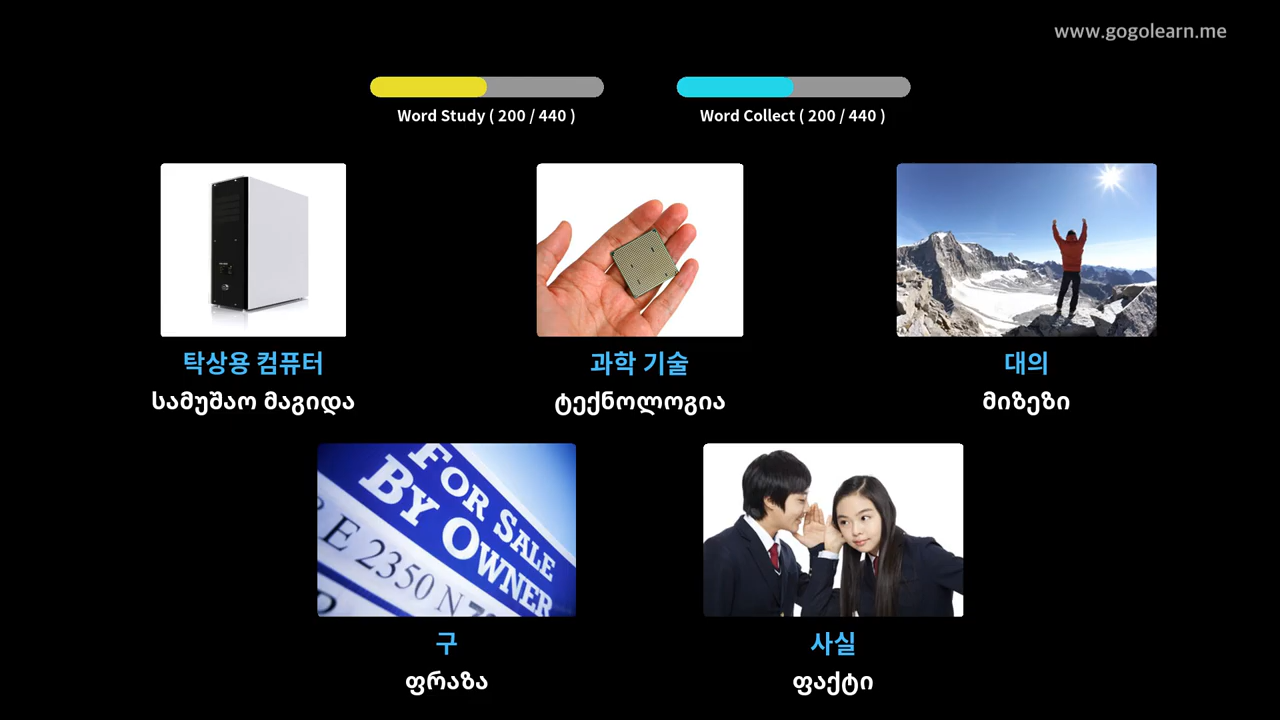 www.gogolearn.me
Word Study ( 200 / 440 )
Word Collect ( 200 / 440 )
탁상용 컴퓨터
სამუშაო მაგიდა
과학 기술
ტექნოლოგია
대의
მიზეზი
FOR SALE
BY OWNER
E 2350 N
구
ფრაზა
사실
ფაქტი